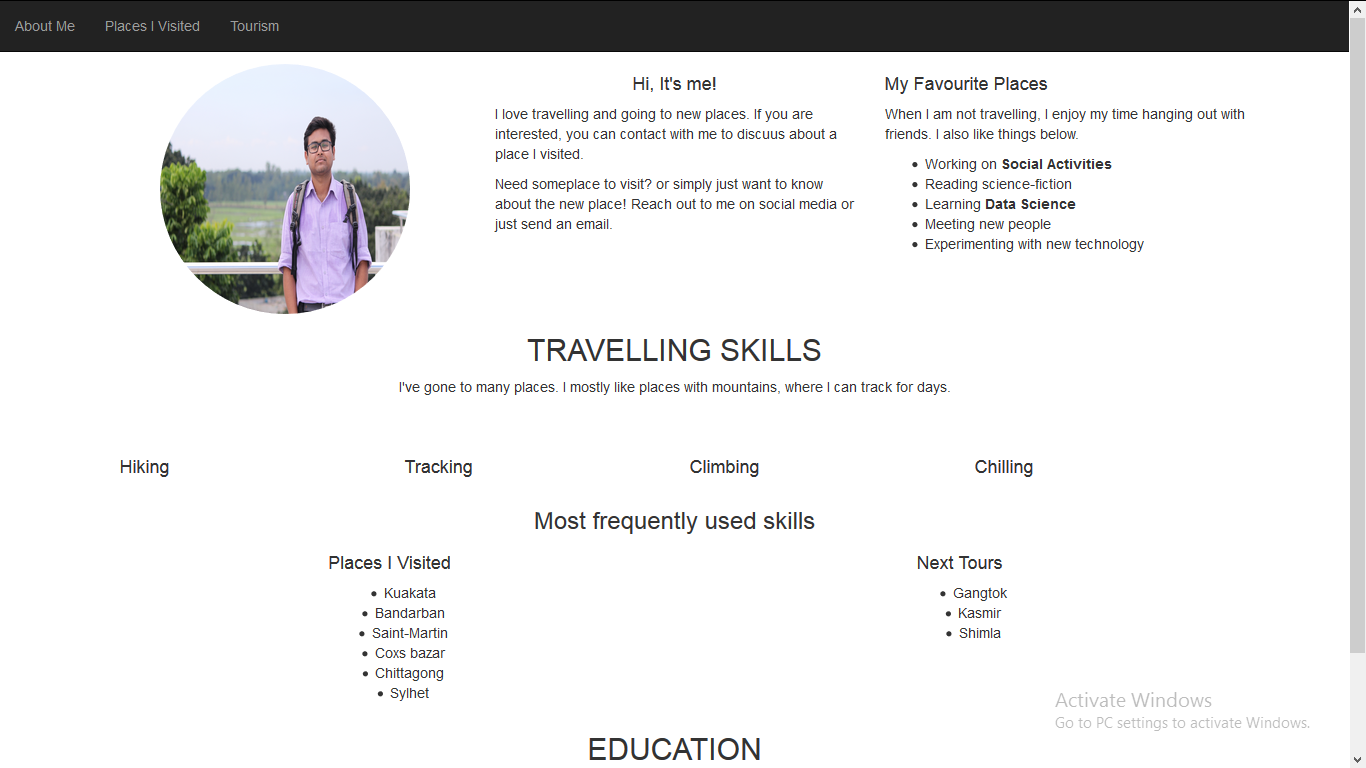 About Me Places I Visited Tourism
Hi, It's me!
I love travelling and going to new places. If you are
interested, you can contact with me to discuus about a
place I visited.
Need someplace to visit? or simply just want to know
about the new place! Reach out to me on social media or
just send an email.
My Favourite Places
When I am not travelling, I enjoy my time hanging out with
friends. I also like things below.
• Working on Social Activities
• Reading science-fiction
• Learning Data Science
• Meeting new people
• Experimenting with new technology
TRAVELLING SKILLS
I've gone to many places. I mostly like places with mountains, where I can track for days.
Hiking Tracking Climbing Chilling
Most frequently used skills
Places I Visited
• Kuakata
• Bandarban
• Saint-Martin
• Coxs bazar
• Chittagong
• Sylhet
Next Tours
• Gangtok
• Kasmir
• Shimla
Activate Windows
Go to PC settings to activate Windows.
EDUCATION